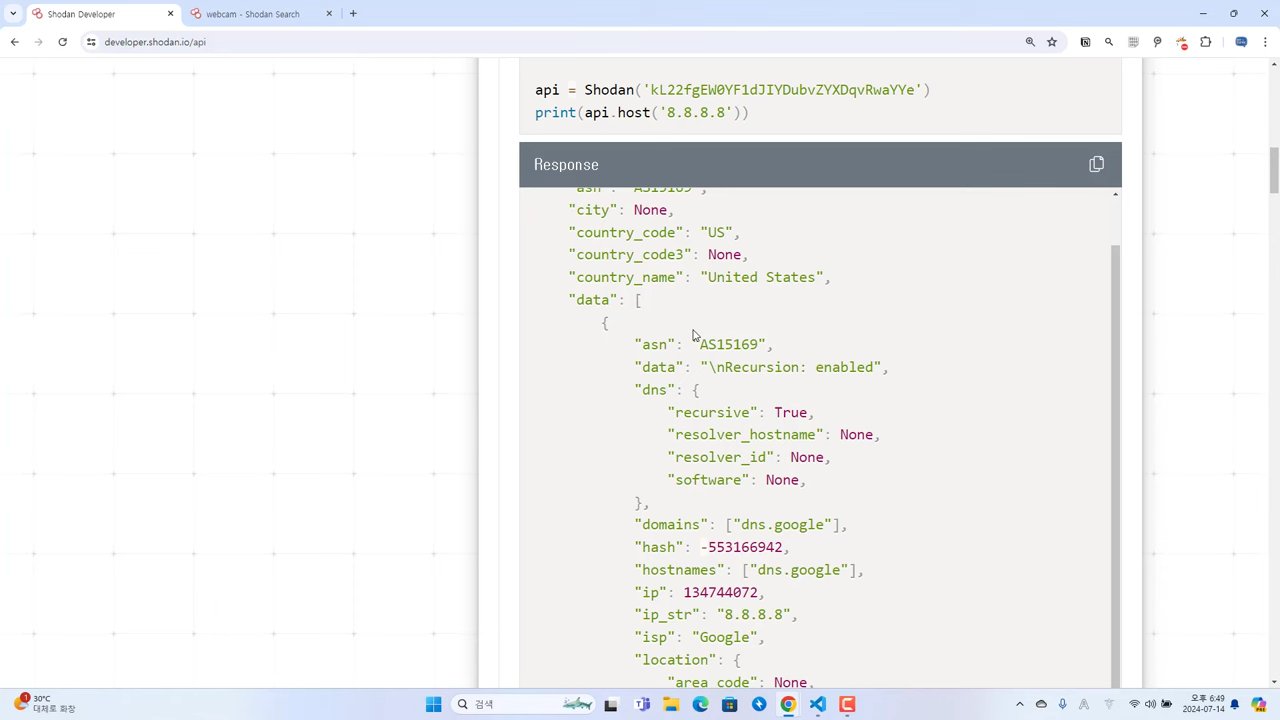 Shodan Developer
webcam - Shodan Search
developer.shodan.io/api
api = Shodan('kL22fgEW0YF1dJIYDubvZYXDqvRwaYYe')
print(api.host('8.8.8.8'))
Response
"asn": "AS15169",
"city": None,
"country_code": "US",
"country_code3": None,
"country_name": "United States",
"data": [
{
"asn": "AS15169",
"data": "\nRecursion: enabled",
"dns": {
"recursive": True,
"resolver_hostname": None,
"resolver_id": None,
"software": None,
},
"domains": ["dns.google"],
"hash": -553166942,
"hostnames": ["dns.google"],
"ip": 134744072,
"ip_str": "8.8.8.8",
"isp": "Google",
"location": {
"area_code": None,
1
30°C
대체로 화창
검색
오후 6:49
2024-07-14